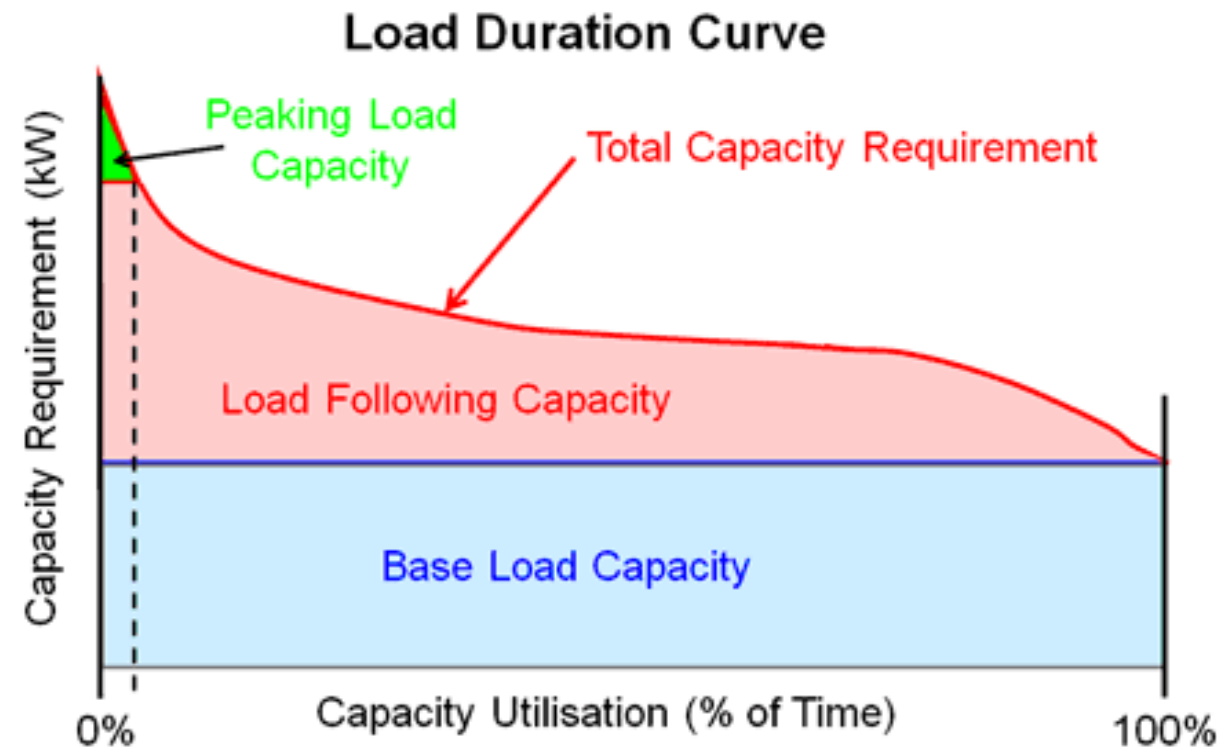 Load Duration Curve
Peaking Load
Capacity
Total Capacity Requirement
Capacity Requirement (kW)
Load Following Capacity
Base Load Capacity
Capacity Utilisation (% of Time)
0%
100%